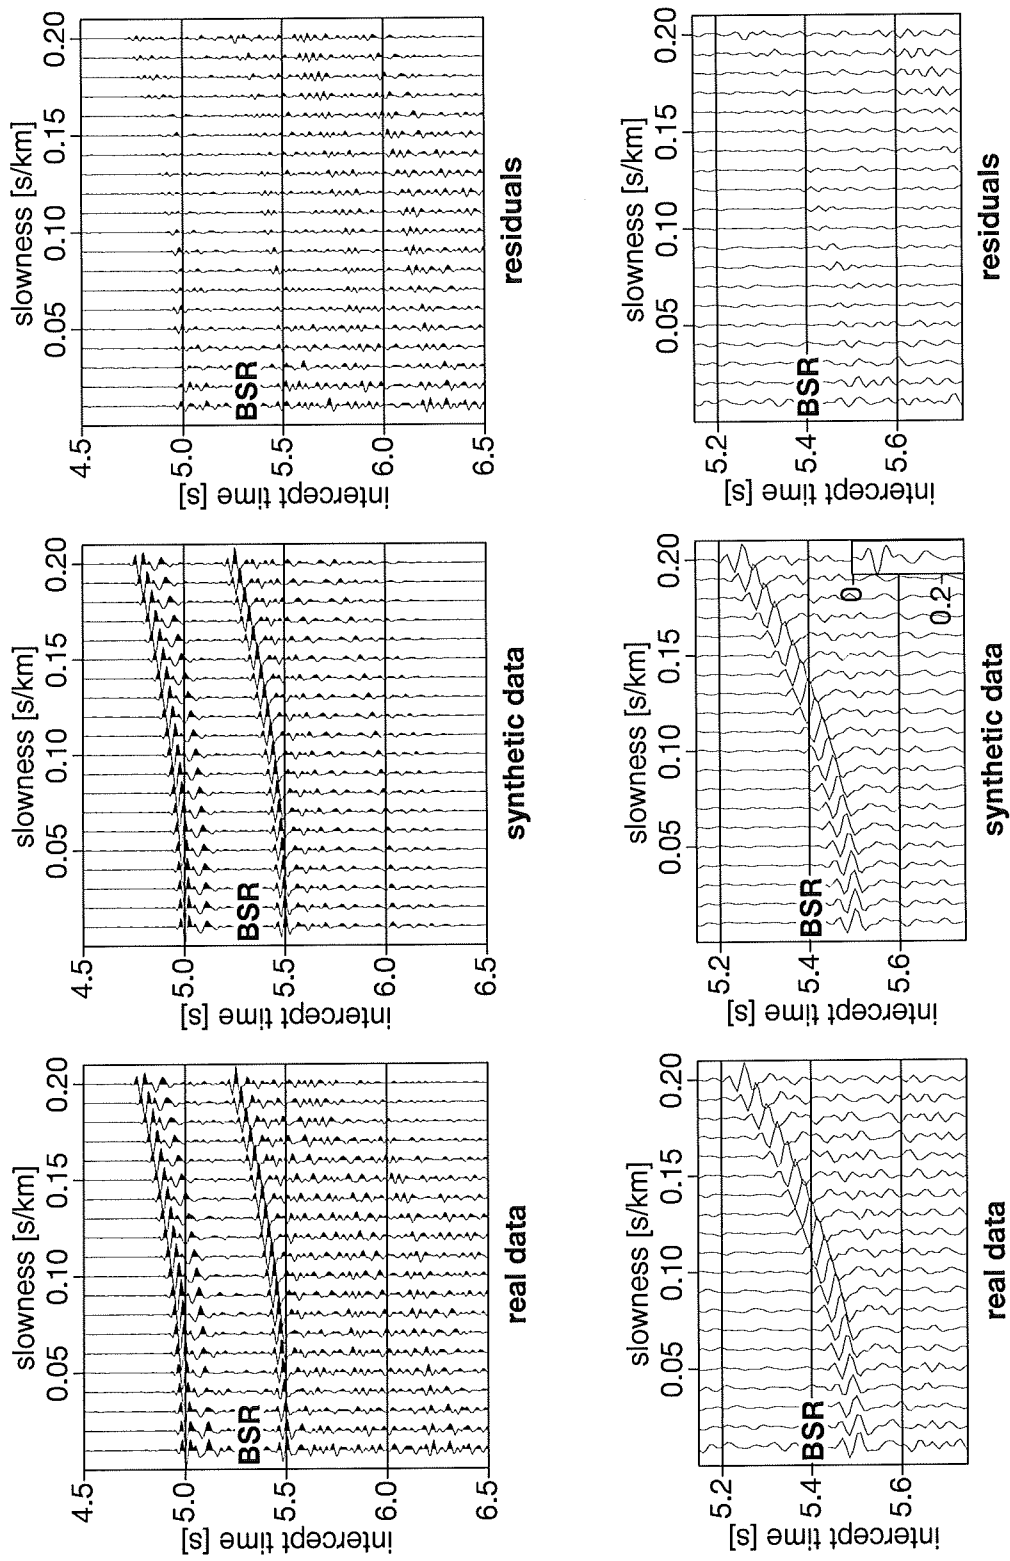 slowness [s/km]
0.05 0.10 0.15 0.20
4.5
5.0
5.5
6.0
6.5
intercept time [s]
BSR
real data
slowness [s/km]
0.05 0.10 0.15 0.20
4.5
5.0
5.5
6.0
6.5
intercept time [s]
BSR
synthetic data
slowness [s/km]
0.05 0.10 0.15 0.20
4.5
5.0
5.5
6.0
6.5
intercept time [s]
BSR
residuals
slowness [s/km]
0.05 0.10 0.15 0.20
5.2
5.4
5.6
intercept time [s]
BSR
real data
slowness [s/km]
0.05 0.10 0.15 0.20
5.2
5.4
5.6
intercept time [s]
BSR
0
0.2
synthetic data
slowness [s/km]
0.05 0.10 0.15 0.20
5.2
5.4
5.6
intercept time [s]
BSR
residuals